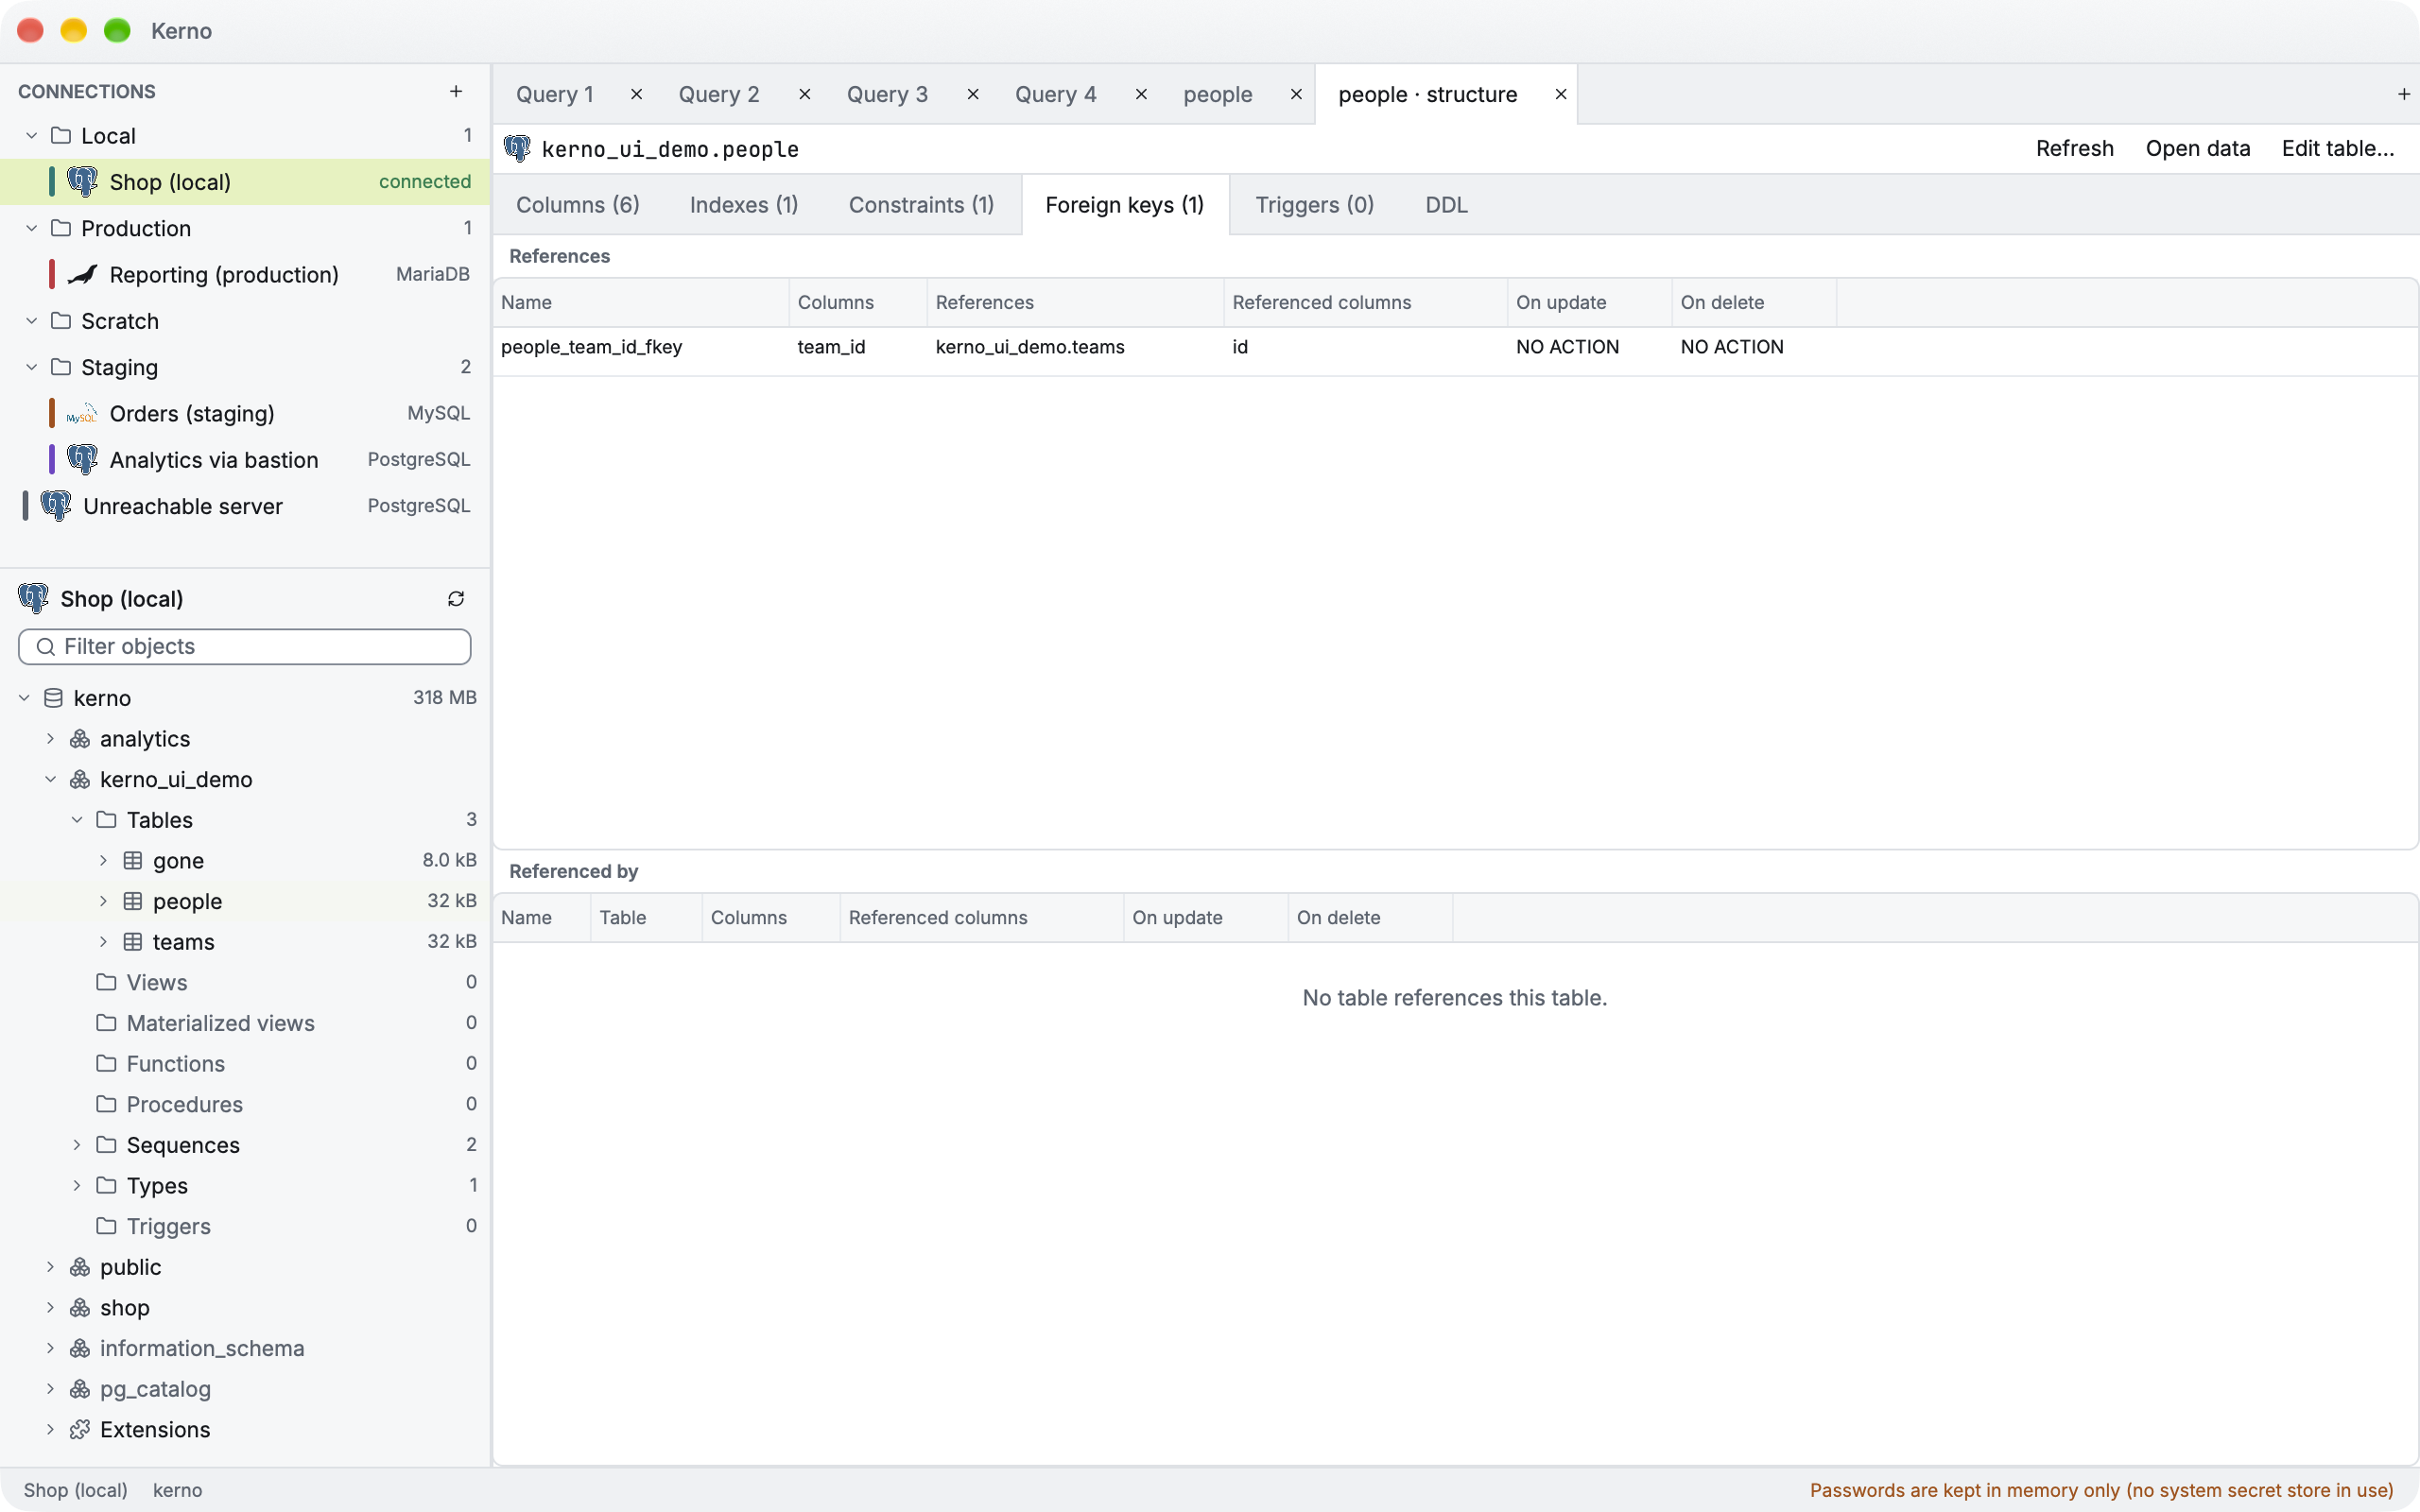 Kerno
CONNECTIONS
Local 1
Shop (local) connected
Production 1
Reporting (production) MariaDB
Scratch
Staging 2
MySQL Orders (staging) MySQL
Analytics via bastion PostgreSQL
Unreachable server PostgreSQL
Shop (local)
Filter objects
kerno 318 MB
analytics
kerno_ui_demo
Tables 3
gone 8.0 kB
people 32 kB
teams 32 kB
Views 0
Materialized views 0
Functions 0
Procedures 0
Sequences 2
Types 1
Triggers 0
public
shop
information_schema
pg_catalog
Extensions
Query 1 Query 2 Query 3 Query 4 people people · structure
kerno_ui_demo.people Refresh Open data Edit table...
Columns (6) Indexes (1) Constraints (1) Foreign keys (1) Triggers (0) DDL
References
Name Columns References Referenced columns On update On delete
people_team_id_fkey team_id kerno_ui_demo.teams id NO ACTION NO ACTION
Referenced by
Name Table Columns Referenced columns On update On delete
No table references this table.
Shop (local) kerno Passwords are kept in memory only (no system secret store in use)